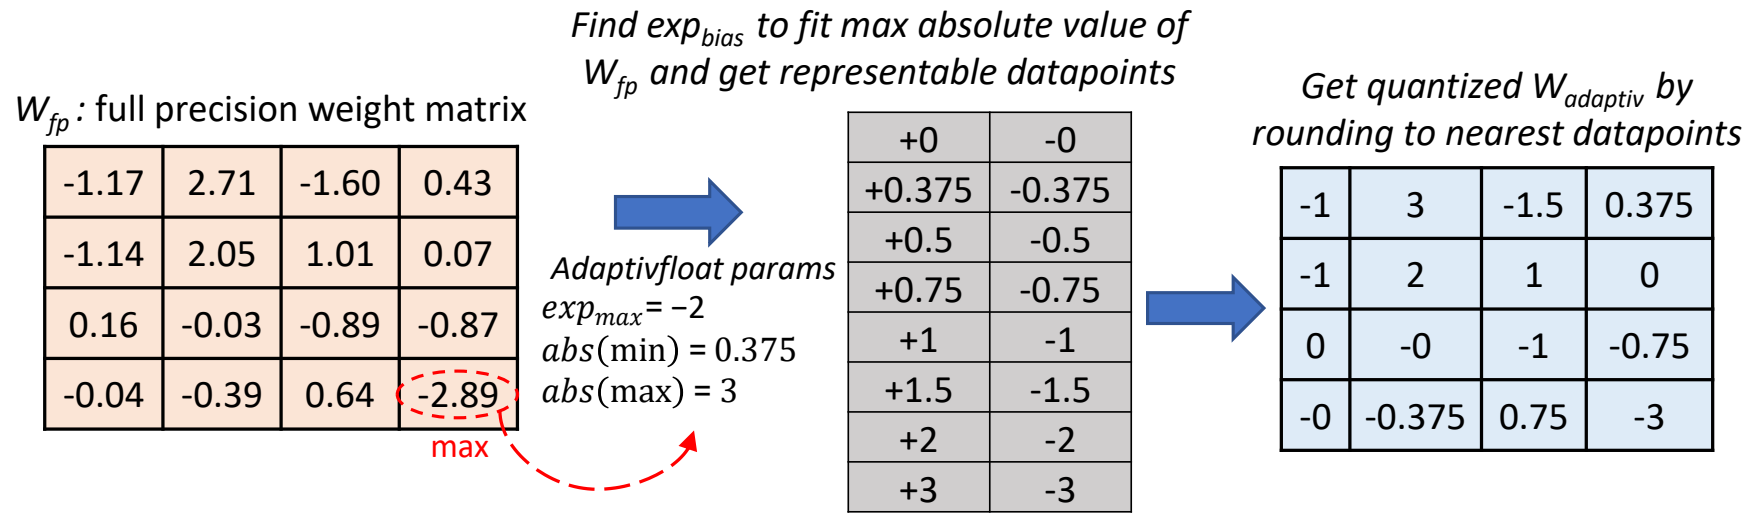 Find exp_bias to fit max absolute value of
W_fp and get representable datapoints
Get quantized W_adaptiv by
rounding to nearest datapoints
W_fp : full precision weight matrix
-1.17 2.71 -1.60 0.43
-1.14 2.05 1.01 0.07
0.16 -0.03 -0.89 -0.87
-0.04 -0.39 0.64 -2.89
max
Adaptivfloat params
exp_max = −2
abs(min) = 0.375
abs(max) = 3
+0 -0
+0.375 -0.375
+0.5 -0.5
+0.75 -0.75
+1 -1
+1.5 -1.5
+2 -2
+3 -3
-1 3 -1.5 0.375
-1 2 1 0
0 -0 -1 -0.75
-0 -0.375 0.75 -3